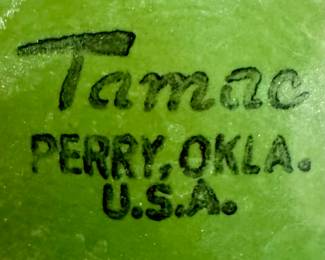 Tamac
PERRY, OKLA.
U.S.A.